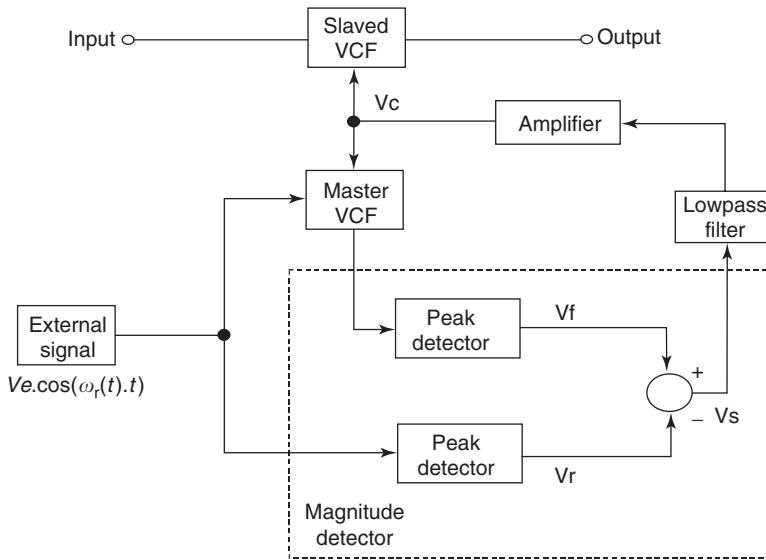 Input
Slaved
VCF
Output
Vc
Amplifier
Master
VCF
Lowpass
filter
External
signal
Ve.cos(ωr(t).t)
Peak
detector
Vf
+
−
Vs
Peak
detector
Vr
Magnitude
detector